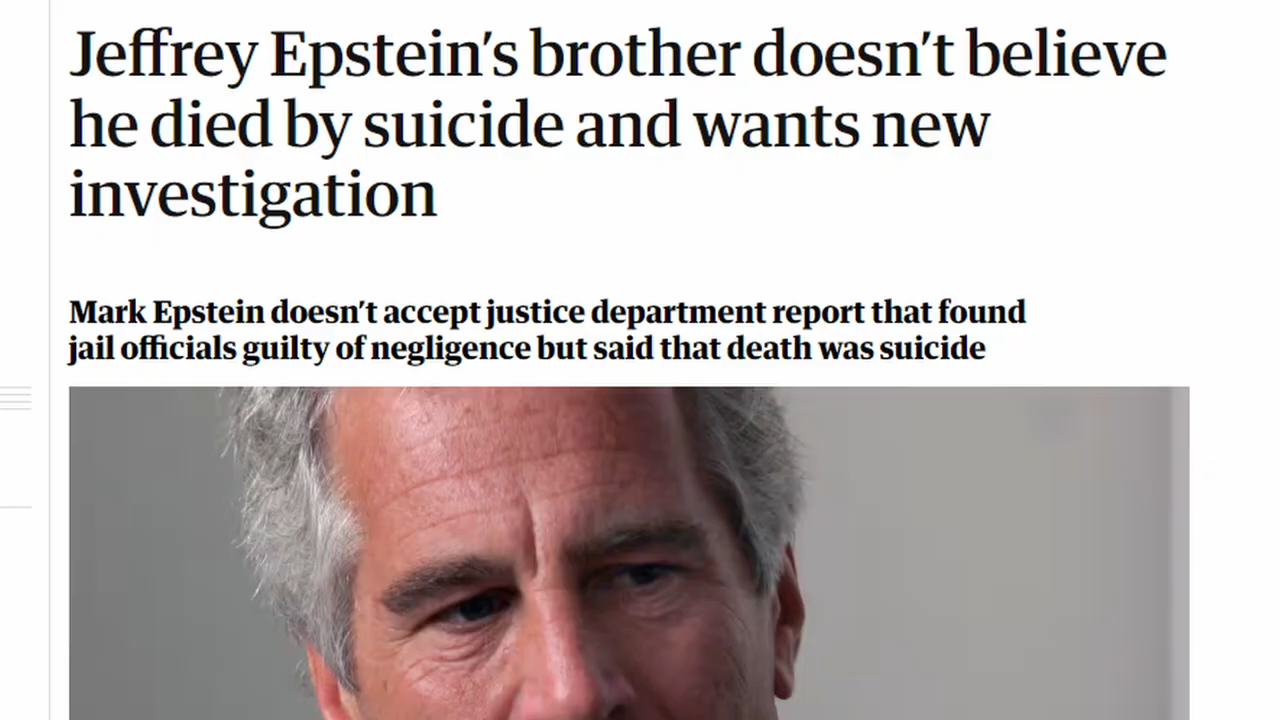 Jeffrey Epstein’s brother doesn’t believe
he died by suicide and wants new
investigation
Mark Epstein doesn’t accept justice department report that found
jail officials guilty of negligence but said that death was suicide